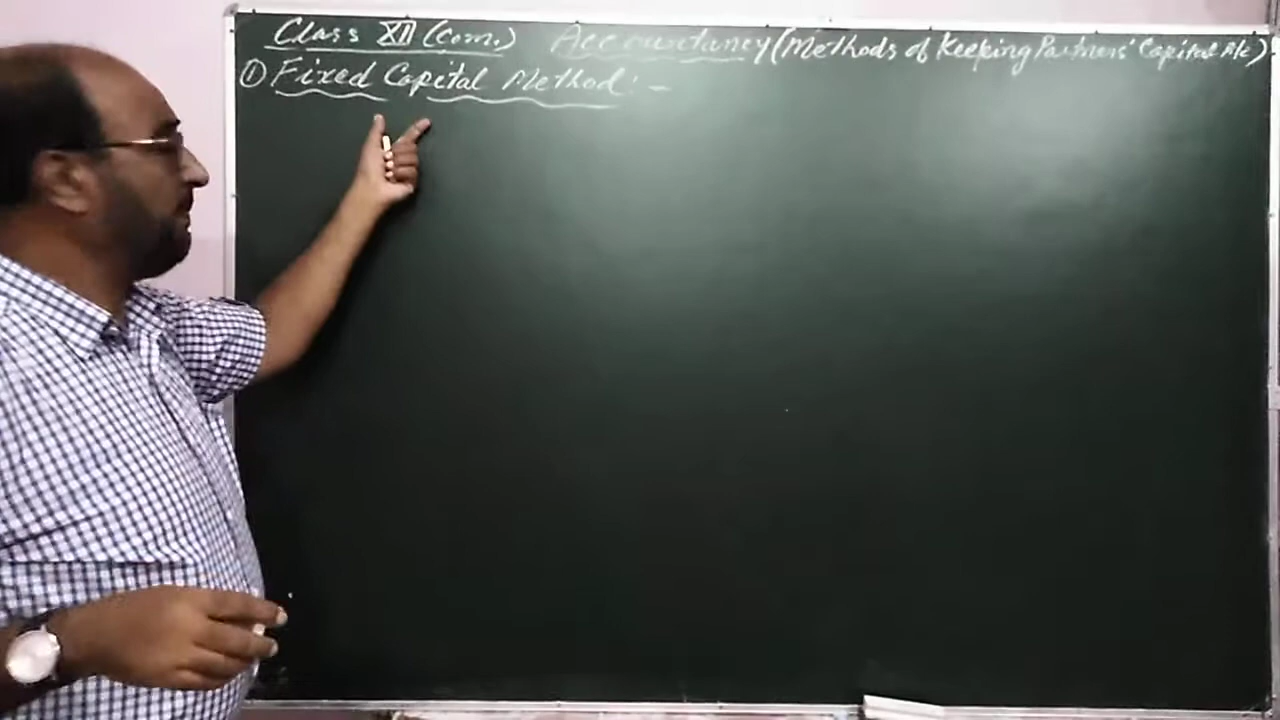 Class XII (Com.) Accountancy (Methods of Keeping Partners' Capital A/c)
① Fixed Capital Method :-